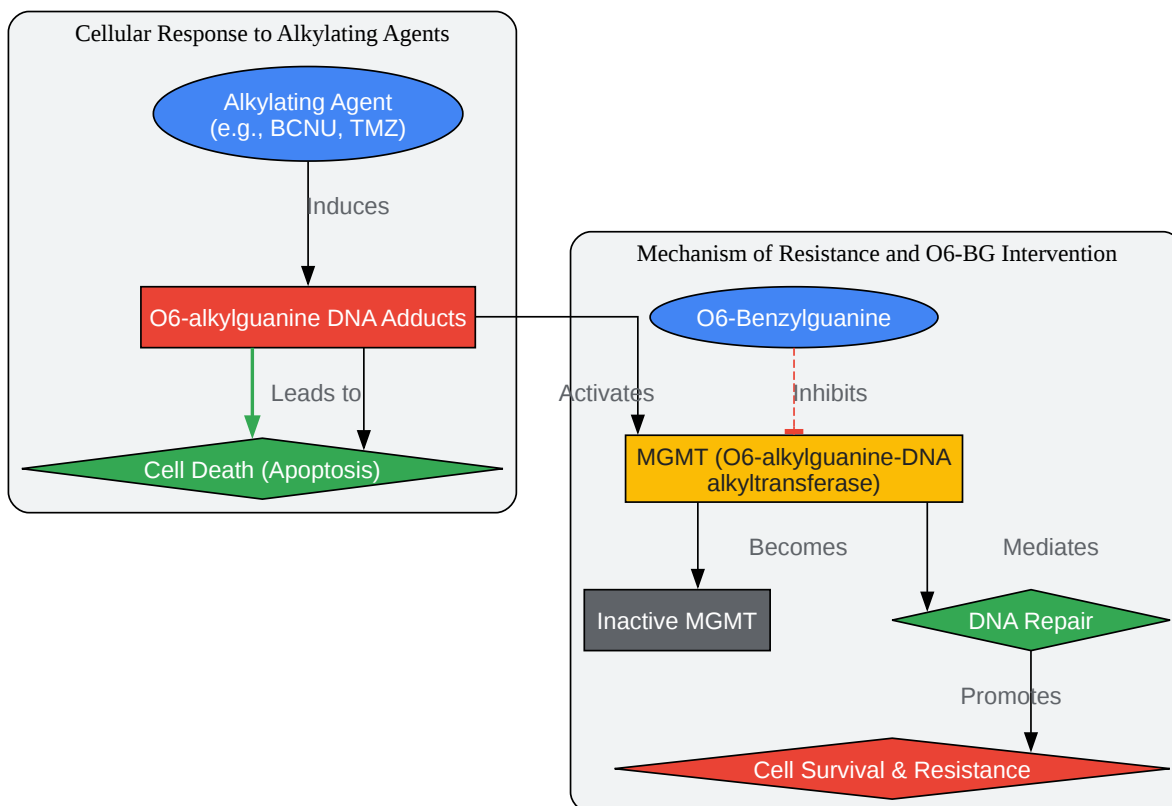 Cellular Response to Alkylating Agents
Alkylating Agent
(e.g., BCNU, TMZ)
Induces
O6-alkylguanine DNA Adducts
Leads to
Cell Death (Apoptosis)
Mechanism of Resistance and O6-BG Intervention
O6-Benzylguanine
Activates
Inhibits
MGMT (O6-alkylguanine-DNA
alkyltransferase)
Becomes
Mediates
Inactive MGMT
DNA Repair
Promotes
Cell Survival & Resistance